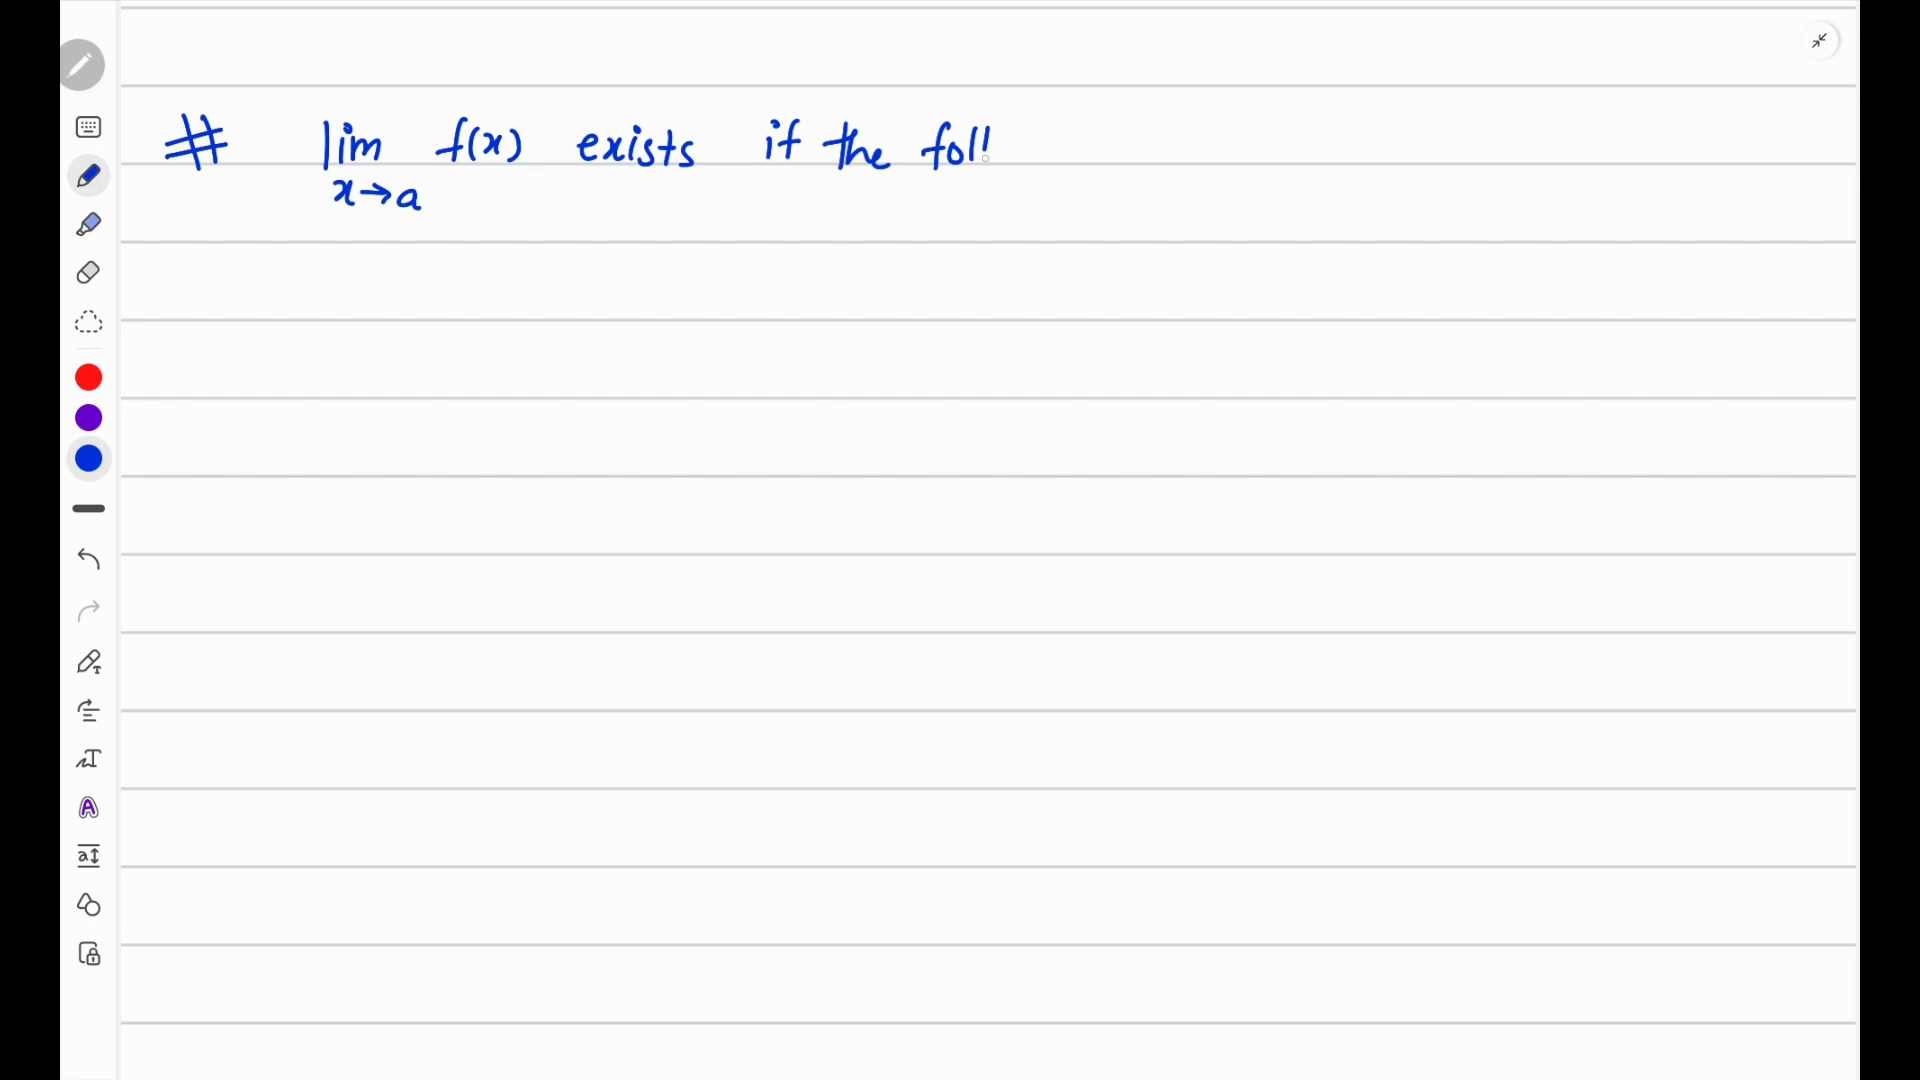 # lim f(x) exists if the foll
x→a